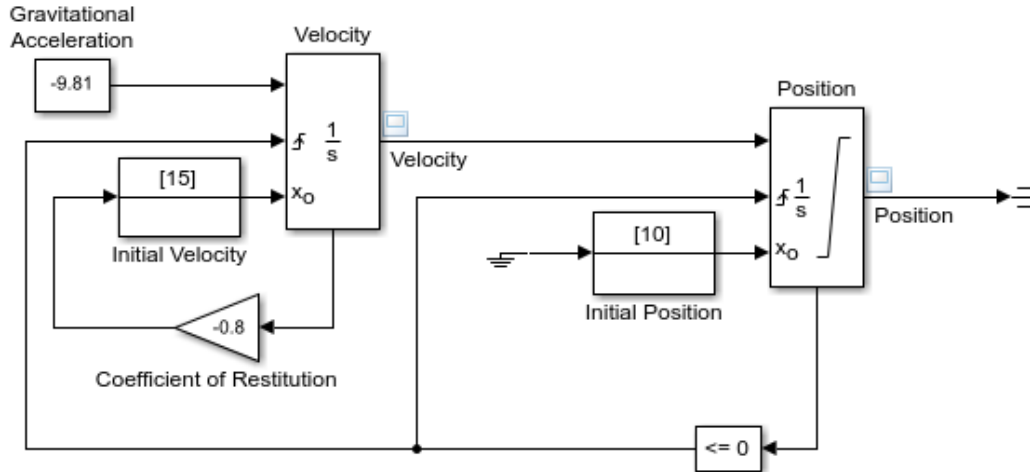 Gravitational
Acceleration
-9.81
Velocity
1
s
xo
Velocity
[15]
Initial Velocity
-0.8
Coefficient of Restitution
Position
1
s
xo
Position
[10]
Initial Position
<= 0